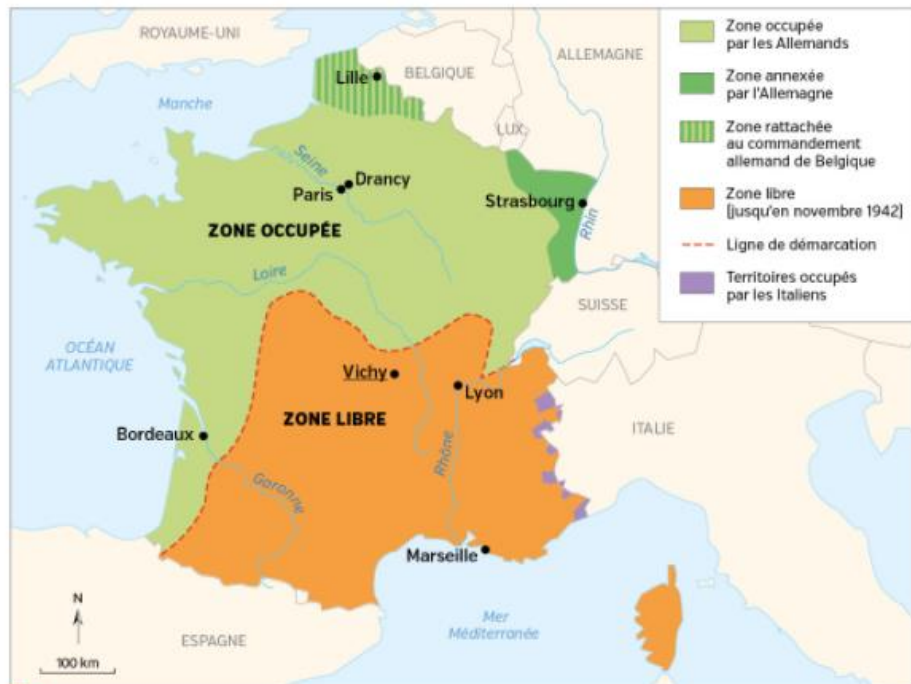 ROYAUME-UNI
Manche
Lille
BELGIQUE
ALLEMAGNE
LUX.
Seine
Paris
Drancy
Strasbourg
Rhin
ZONE OCCUPÉE
Loire
SUISSE
OCÉAN
ATLANTIQUE
Vichy
Lyon
ZONE LIBRE
ITALIE
Bordeaux
Garonne
Rhône
Marseille
Mer
Méditerranée
ESPAGNE
N
100 km
Zone occupée
par les Allemands
Zone annexée
par l'Allemagne
Zone rattachée
au commandement
allemand de Belgique
Zone libre
[jusqu'en novembre 1942]
Ligne de démarcation
Territoires occupés
par les Italiens